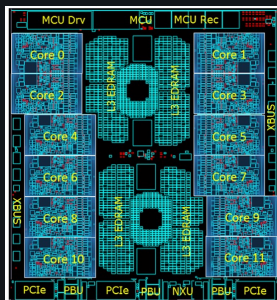 MCU Drv MCU MCU Rec
Core 0
Core 1
L3 EDRAM
L3 EDRAM
Core 2
Core 3
XBUS
Core 4
Core 5
Core 6
Core 7
XBUS
Core 8
Core 9
L3 EDRAM
L3 EDRAM
Core 10
Core 11
PCIe PBU PCIe PBU NXU PBU PCIe